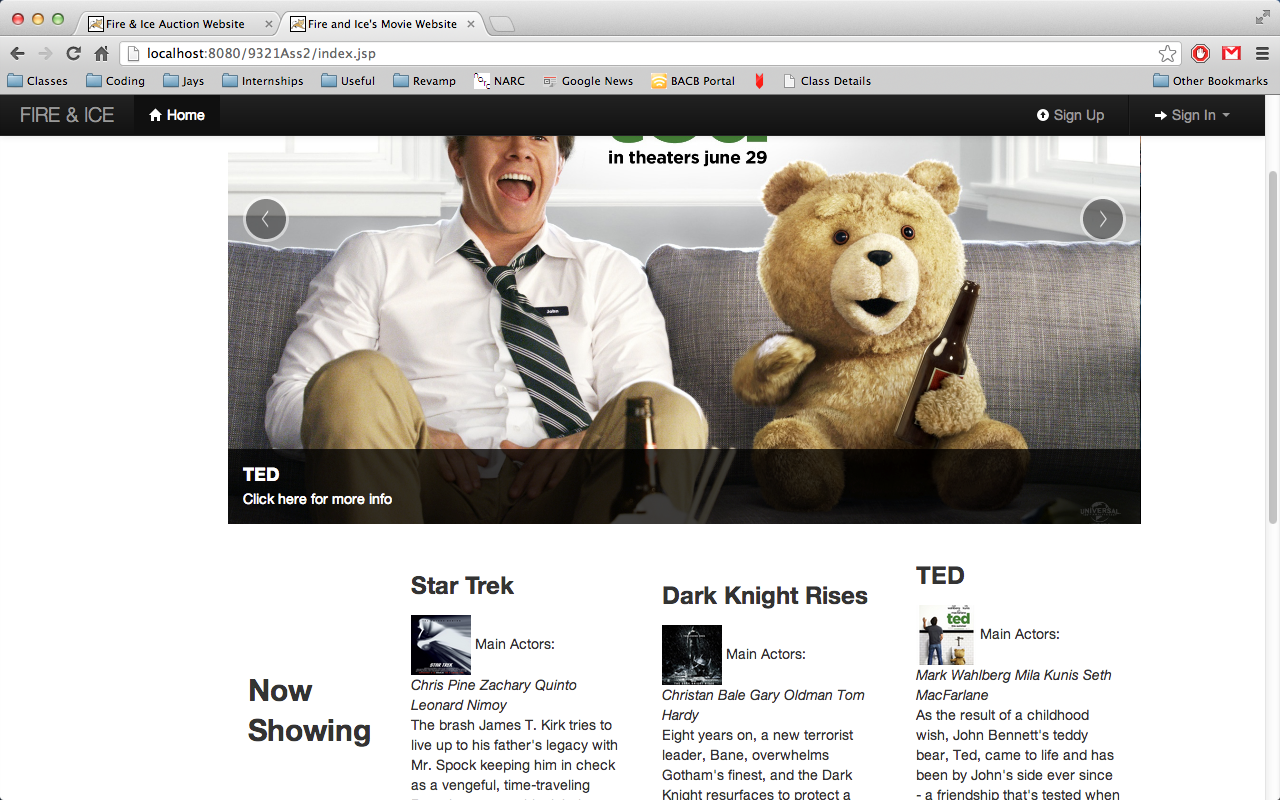 Fire & Ice Auction Website
Fire and Ice's Movie Website
localhost:8080/9321Ass2/index.jsp
Classes
Coding
Jays
Internships
Useful
Revamp
NARC
Google News
BACB Portal
Class Details
Other Bookmarks
FIRE & ICE
Home
Sign Up
Sign In
in theaters june 29
John
TED
Click here for more info
UNIVERSAL
Star Trek
STAR TREK
Main Actors:
Chris Pine Zachary Quinto
Leonard Nimoy
The brash James T. Kirk tries to
live up to his father's legacy with
Mr. Spock keeping him in check
as a vengeful, time-traveling
Dark Knight Rises
Main Actors:
Christan Bale Gary Oldman Tom
Hardy
Eight years on, a new terrorist
leader, Bane, overwhelms
Gotham's finest, and the Dark
Knight resurfaces to protect a
TED
ted
Main Actors:
Mark Wahlberg Mila Kunis Seth
MacFarlane
As the result of a childhood
wish, John Bennett's teddy
bear, Ted, came to life and has
been by John's side ever since
- a friendship that's tested when
Now
Showing